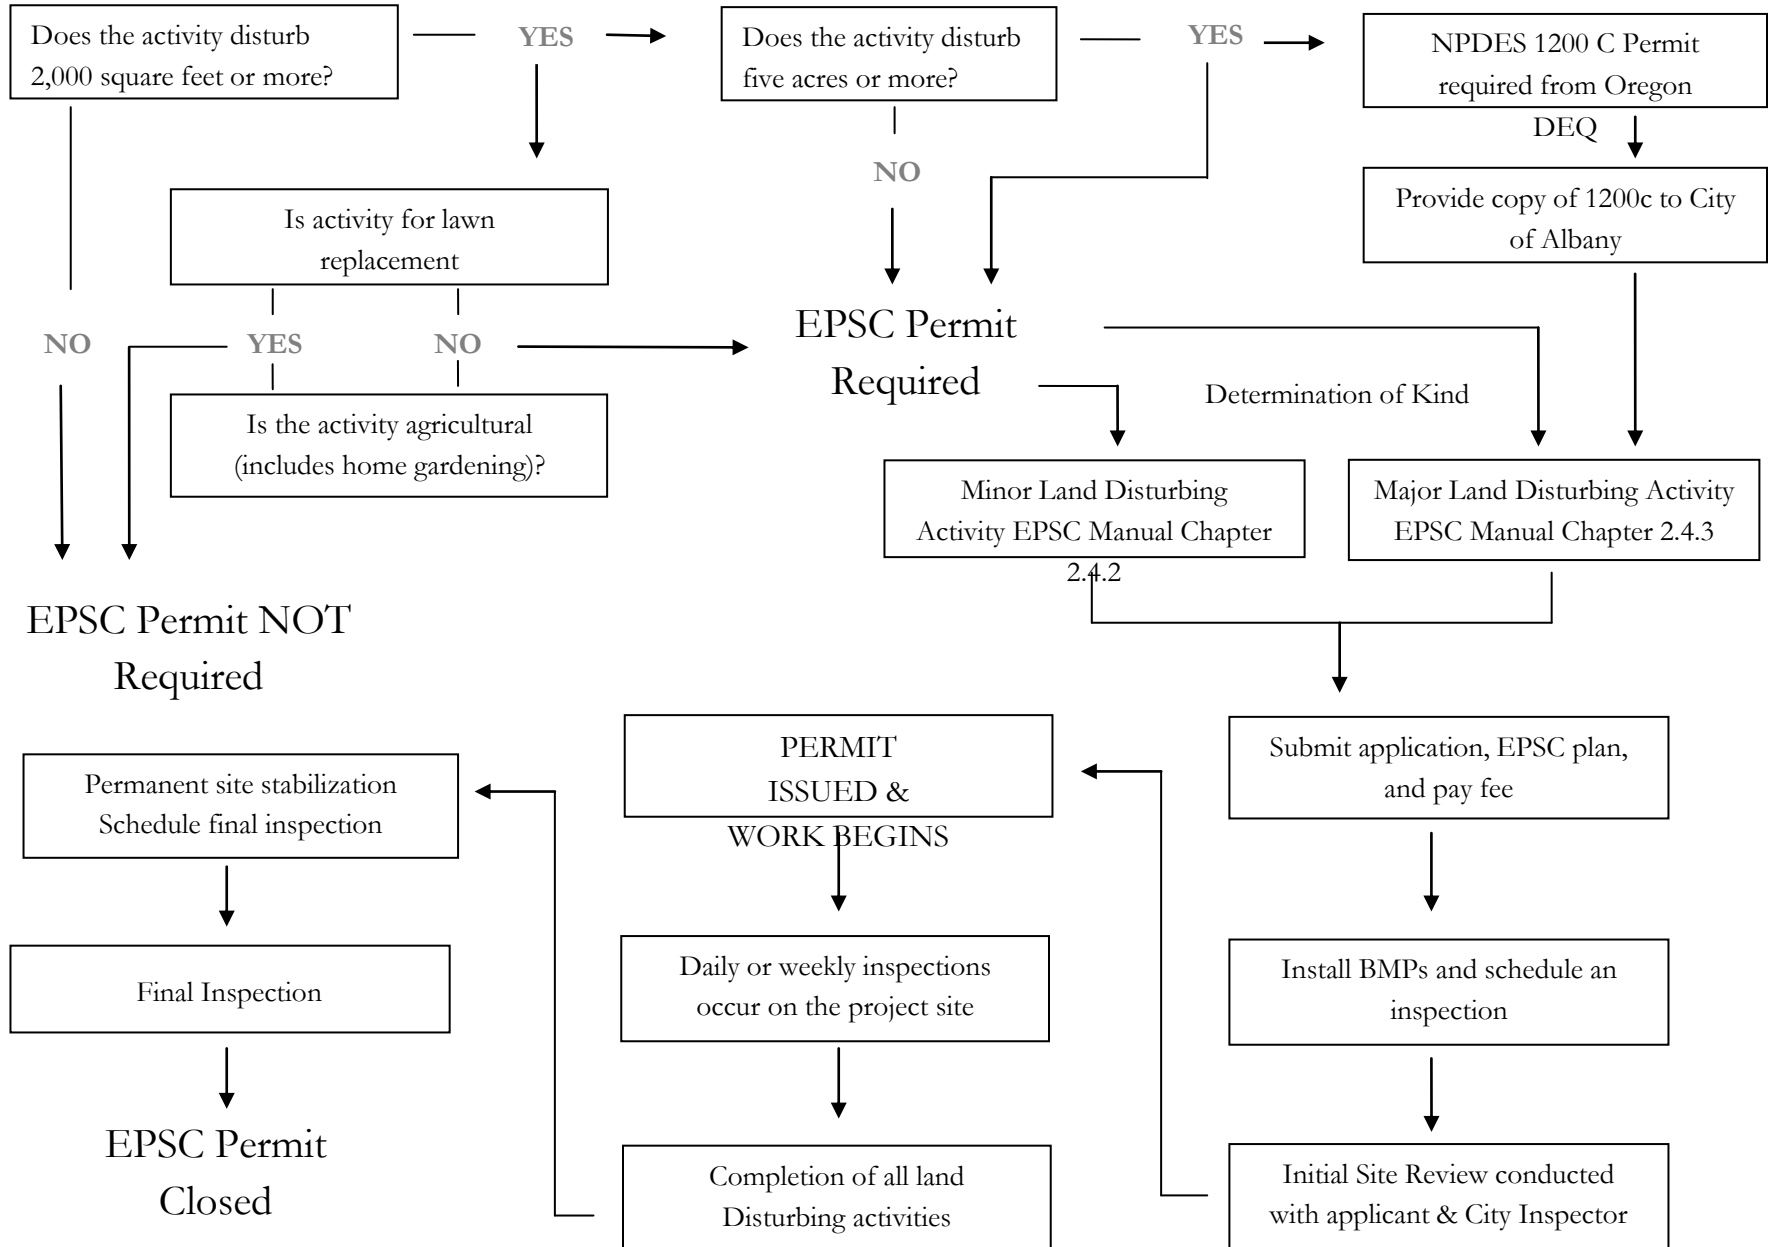 Does the activity disturb
2,000 square feet or more?
YES
Does the activity disturb
five acres or more?
YES
NPDES 1200 C Permit
required from Oregon
DEQ
NO
Is activity for lawn
replacement
Provide copy of 1200c to City
of Albany
NO
YES
NO
EPSC Permit
Required
Determination of Kind
Is the activity agricultural
(includes home gardening)?
Minor Land Disturbing
Activity EPSC Manual Chapter
2.4.2
Major Land Disturbing Activity
EPSC Manual Chapter 2.4.3
EPSC Permit NOT
Required
Submit application, EPSC plan,
and pay fee
Install BMPs and schedule an
inspection
Initial Site Review conducted
with applicant & City Inspector
PERMIT
ISSUED &
WORK BEGINS
Daily or weekly inspections
occur on the project site
Completion of all land
Disturbing activities
Permanent site stabilization
Schedule final inspection
Final Inspection
EPSC Permit
Closed